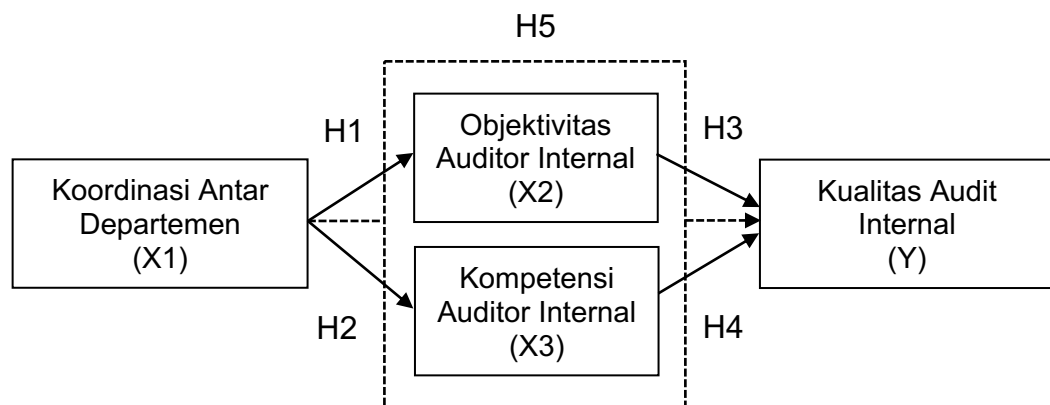 H5
H1
Objektivitas
Auditor Internal
(X2)
H3
Koordinasi Antar
Departemen
(X1)
Kualitas Audit
Internal
(Y)
H2
Kompetensi
Auditor Internal
(X3)
H4